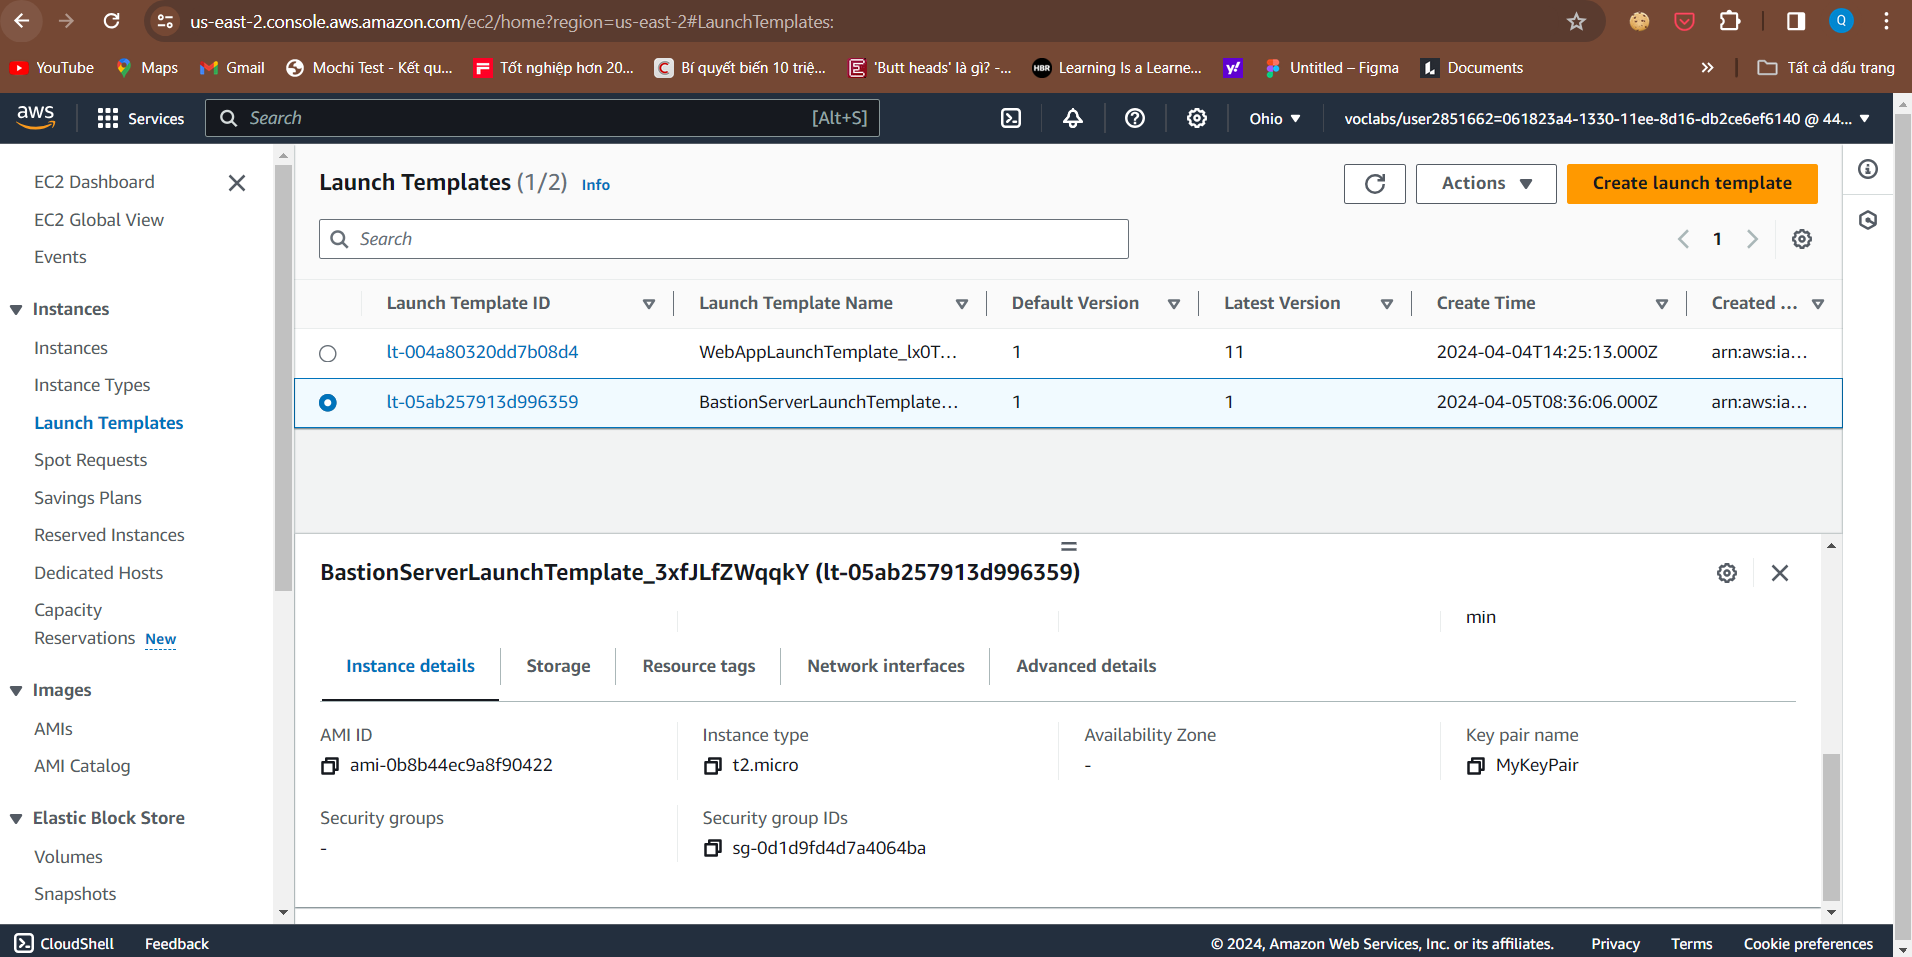 us-east-2.console.aws.amazon.com/ec2/home?region=us-east-2#LaunchTemplates:
Q
YouTube
Maps
Gmail
Mochi Test - Kết qu...
Tốt nghiệp hơn 20...
Bí quyết biến 10 triệ...
'Butt heads' là gì? -...
HBR
Learning Is a Learne...
y!
Untitled – Figma
Documents
»
Tất cả dấu trang
aws
Services
Search
[Alt+S]
Ohio
voclabs/user2851662=061823a4-1330-11ee-8d16-db2ce6ef6140 @ 44...
EC2 Dashboard
EC2 Global View
Events
Instances
Instances
Instance Types
Launch Templates
Spot Requests
Savings Plans
Reserved Instances
Dedicated Hosts
Capacity
Reservations New
Images
AMIs
AMI Catalog
Elastic Block Store
Volumes
Snapshots
Launch Templates (1/2) Info
Actions
Create launch template
Search
1
Launch Template ID
Launch Template Name
Default Version
Latest Version
Create Time
Created ...
lt-004a80320dd7b08d4
WebAppLaunchTemplate_lx0T...
1
11
2024-04-04T14:25:13.000Z
arn:aws:ia...
lt-05ab257913d996359
BastionServerLaunchTemplate...
1
1
2024-04-05T08:36:06.000Z
arn:aws:ia...
BastionServerLaunchTemplate_3xfJLfZWqqkY (lt-05ab257913d996359)
min
Instance details
Storage
Resource tags
Network interfaces
Advanced details
AMI ID
ami-0b8b44ec9a8f90422
Instance type
t2.micro
Availability Zone
-
Key pair name
MyKeyPair
Security groups
-
Security group IDs
sg-0d1d9fd4d7a4064ba
CloudShell
Feedback
© 2024, Amazon Web Services, Inc. or its affiliates.
Privacy
Terms
Cookie preferences